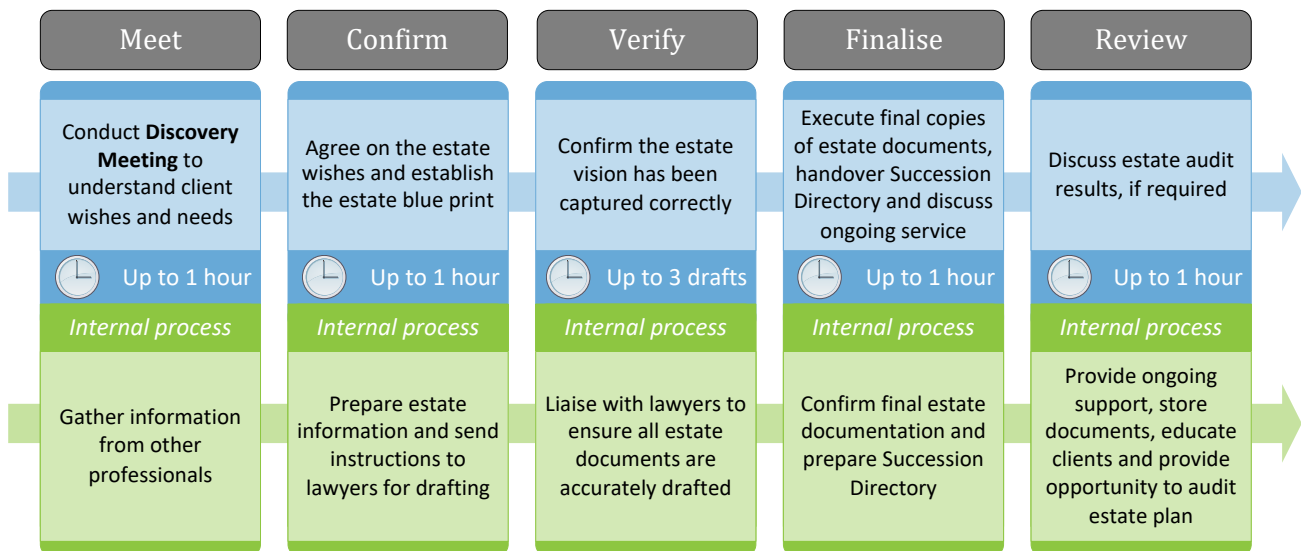 Meet
Confirm
Verify
Finalise
Review
Conduct Discovery
Meeting to
understand client
wishes and needs
Agree on the estate
wishes and establish
the estate blue print
Confirm the estate
vision has been
captured correctly
Execute final copies
of estate documents,
handover Succession
Directory and discuss
ongoing service
Discuss estate audit
results, if required
Up to 1 hour
Up to 1 hour
Up to 3 drafts
Up to 1 hour
Up to 1 hour
Internal process
Internal process
Internal process
Internal process
Internal process
Gather information
from other
professionals
Prepare estate
information and send
instructions to
lawyers for drafting
Liaise with lawyers to
ensure all estate
documents are
accurately drafted
Confirm final estate
documentation and
prepare Succession
Directory
Provide ongoing
support, store
documents, educate
clients and provide
opportunity to audit
estate plan